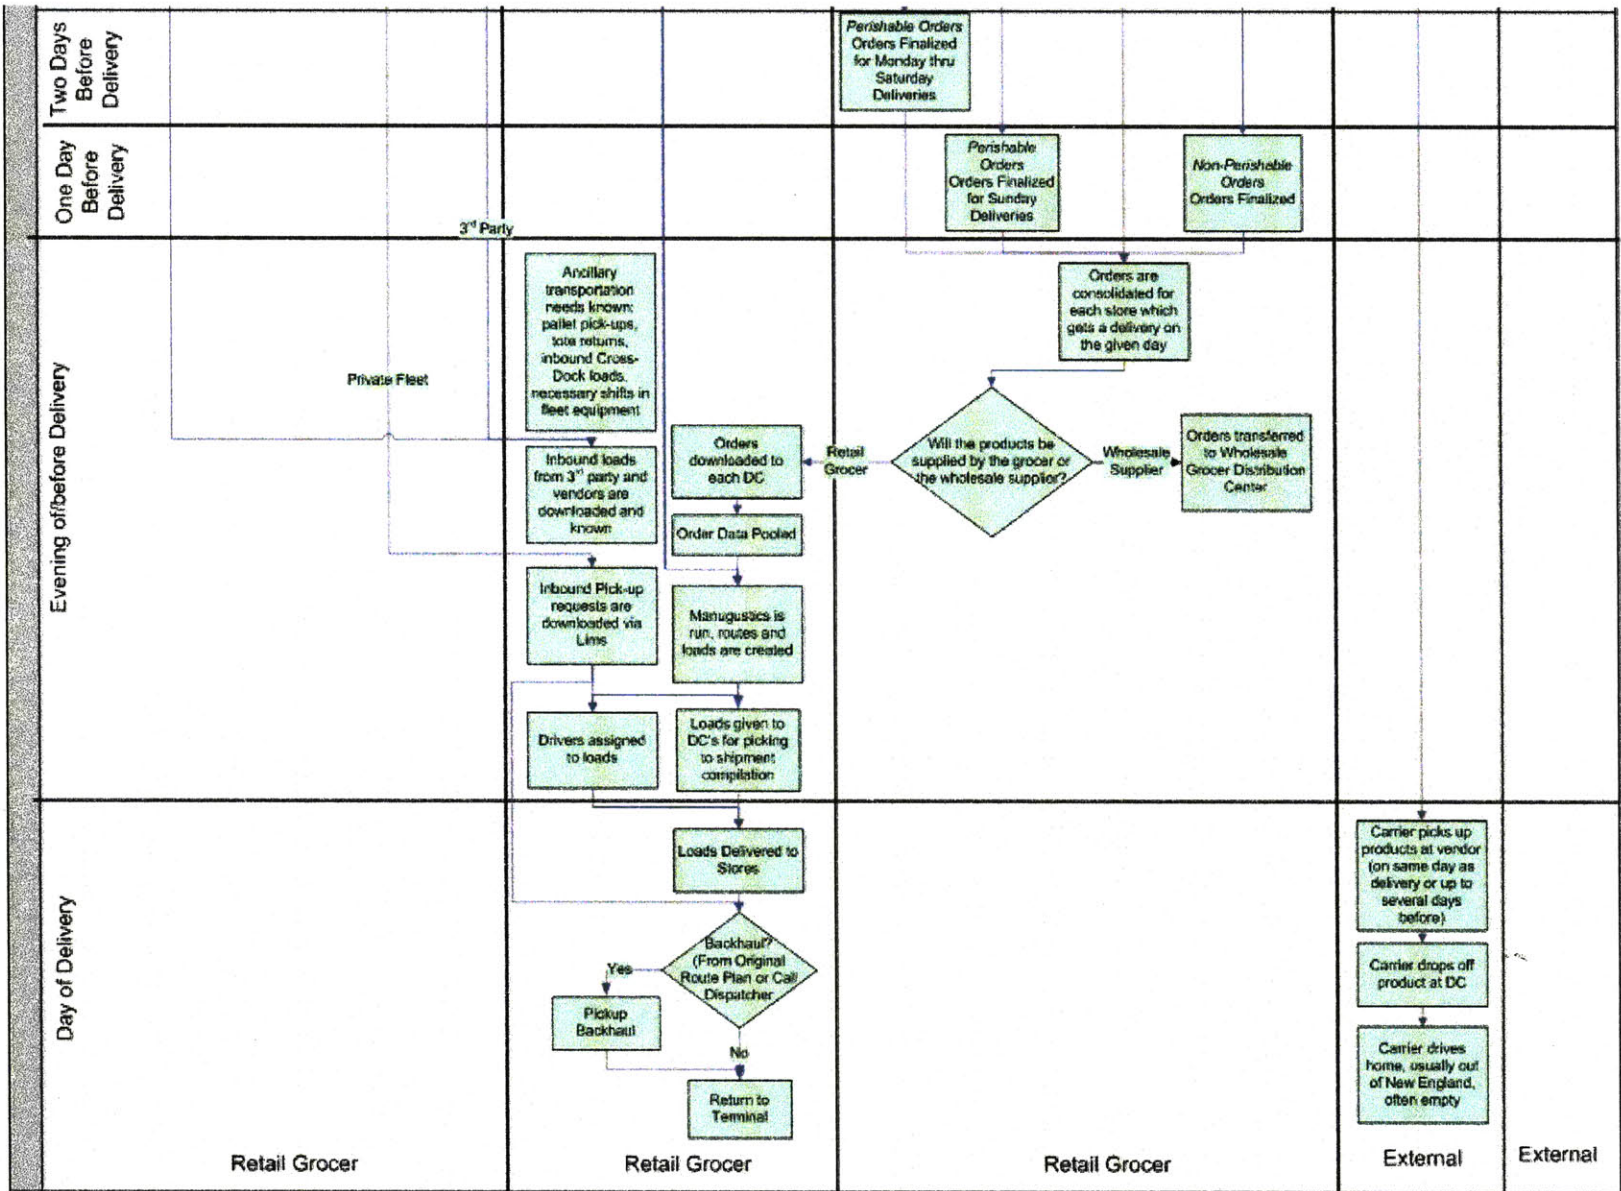 Two Days
Before
Delivery
Perishable Orders
Orders Finalized
for Monday thru
Saturday
Deliveries
One Day
Before
Delivery
Perishable
Orders
Orders Finalized
for Sunday
Deliveries
Non-Perishable
Orders
Orders Finalized
3rd Party
Evening of/before Delivery
Private Fleet
Ancillary
transportation
needs known:
pallet pick-ups,
tote returns,
inbound Cross-
Dock loads,
necessary shifts in
fleet equipment
Inbound loads
from 3rd party and
vendors are
downloaded and
known
Inbound Pick-up
requests are
downloaded via
Lims
Drivers assigned
to loads
Orders
downloaded to
each DC
Order Data Pooled
Manugustics is
run, routes and
loads are created
Loads given to
DC's for picking
to shipment
compilation
Orders are
consolidated for
each store which
gets a delivery on
the given day
Retail
Grocer
Will the products be
supplied by the grocer or
the wholesale supplier?
Wholesale
Supplier
Orders transferred
to Wholesale
Grocer Distribution
Center
Day of Delivery
Loads Delivered to
Stores
Backhaul?
(From Original
Route Plan or Call
Dispatcher
Yes
Pickup
Backhaul
No
Return to
Terminal
Carrier picks up
products at vendor
(on same day as
delivery or up to
several days
before)
Carrier drops off
product at DC
Carrier drives
home, usually out
of New England,
often empty
Retail Grocer
Retail Grocer
Retail Grocer
External
External